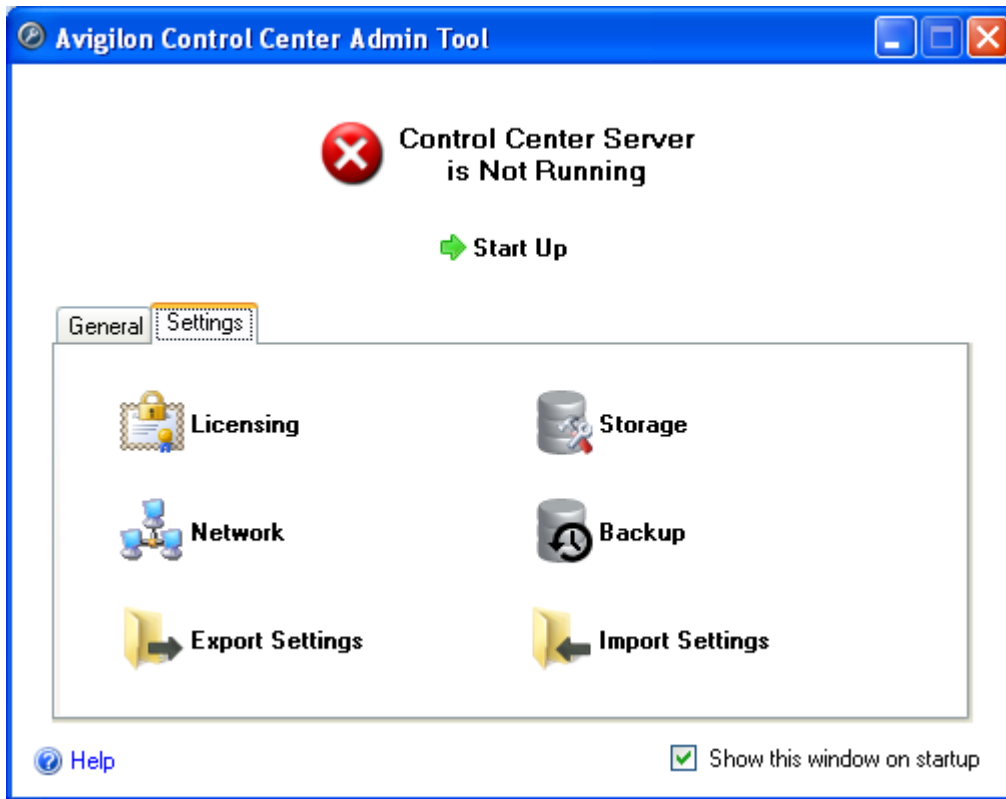 Avigilon Control Center Admin Tool
Control Center Server
is Not Running
Start Up
General
Settings
Licensing
Storage
Network
Backup
Export Settings
Import Settings
Help
Show this window on startup